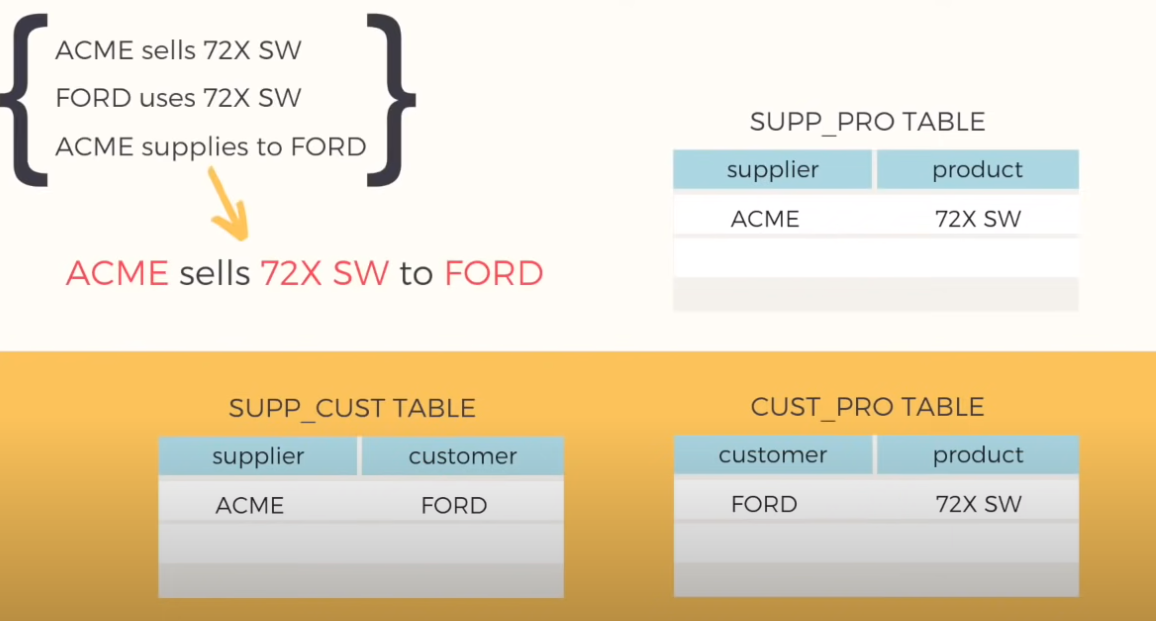 ACME sells 72X SW
FORD uses 72X SW
ACME supplies to FORD
ACME sells 72X SW to FORD
SUPP_PRO TABLE
supplier product
ACME 72X SW
SUPP_CUST TABLE
supplier customer
ACME FORD
CUST_PRO TABLE
customer product
FORD 72X SW